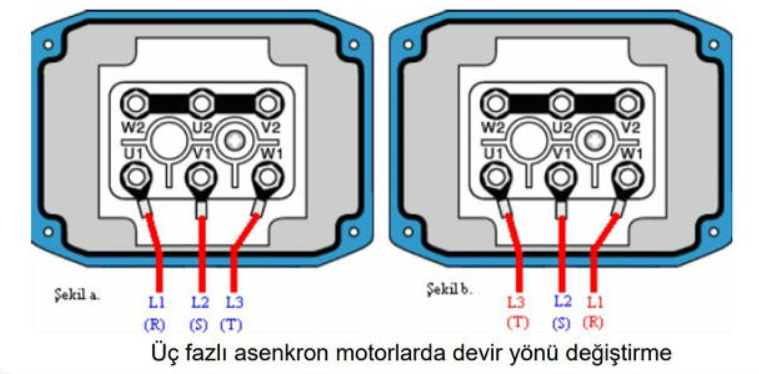 W2 U2 V2
U1 V1 W1
W2 U2 V2
U1 V1 W1
Şekil a.
L1 L2 L3
(R) (S) (T)
Şekil b.
L3 L2 L1
(T) (S) (R)
Üç fazlı asenkron motorlarda devir yönü değiştirme